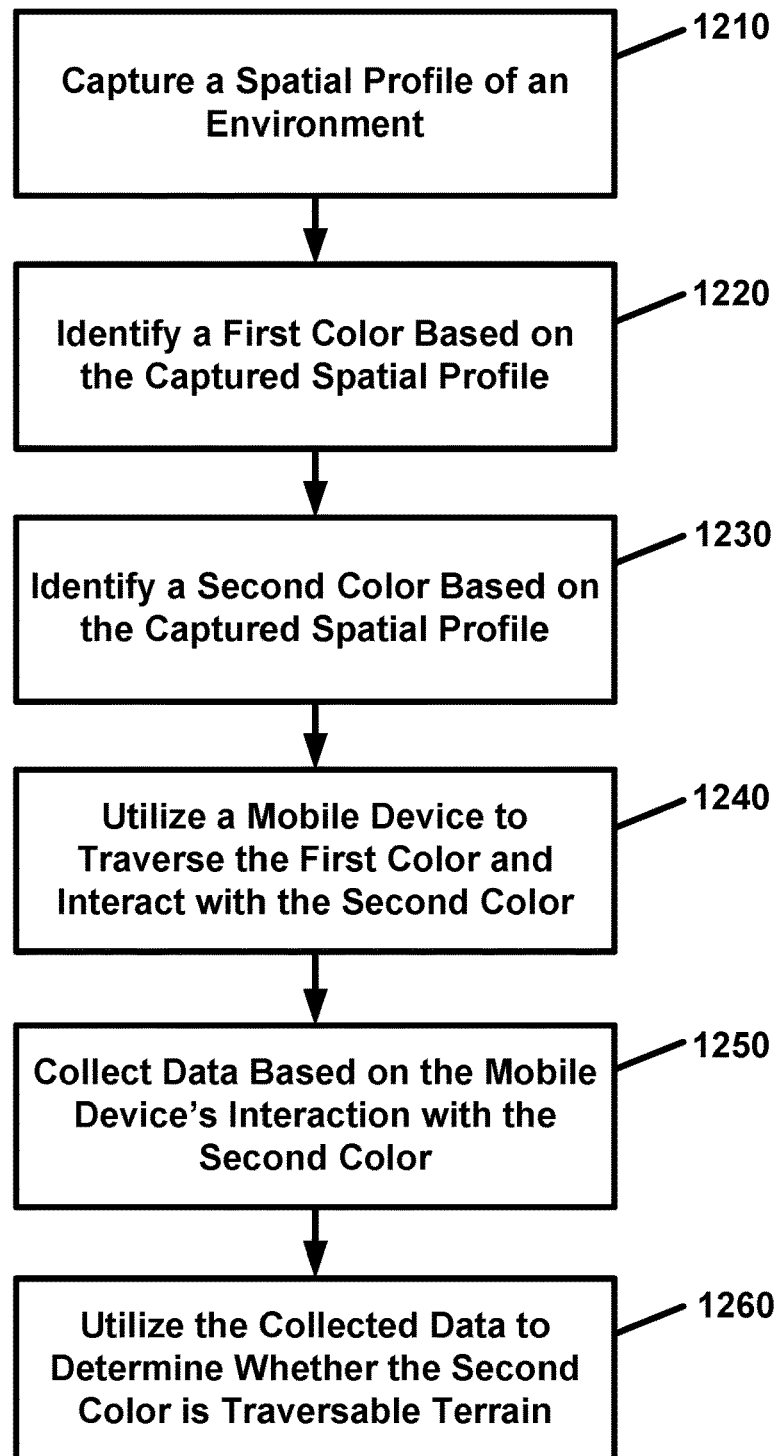 1210
Capture a Spatial Profile of an
Environment
1220
Identify a First Color Based on
the Captured Spatial Profile
1230
Identify a Second Color Based on
the Captured Spatial Profile
1240
Utilize a Mobile Device to
Traverse the First Color and
Interact with the Second Color
1250
Collect Data Based on the Mobile
Device's Interaction with the
Second Color
1260
Utilize the Collected Data to
Determine Whether the Second
Color is Traversable Terrain